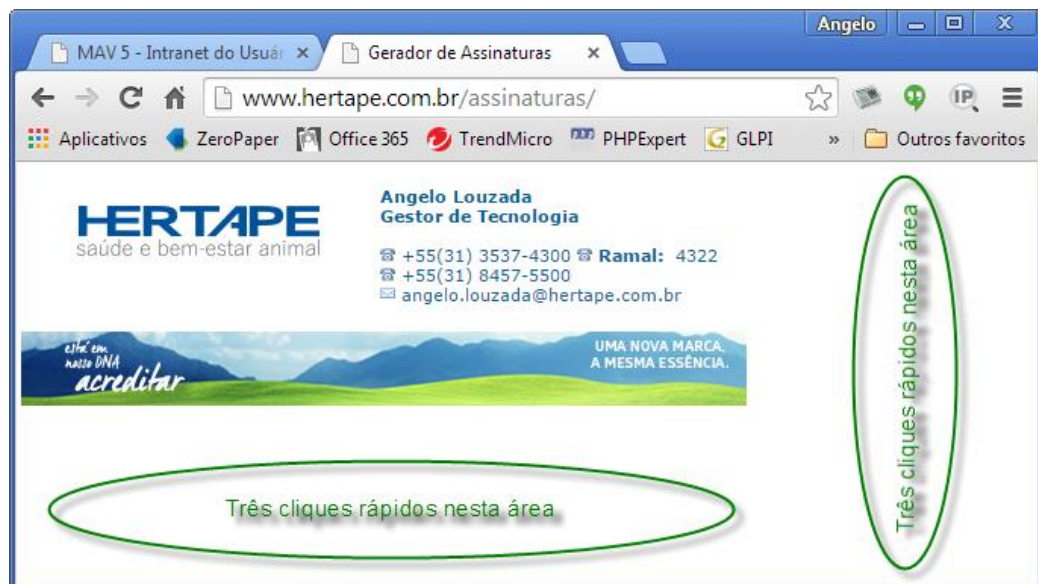 Angelo
MAV 5 - Intranet do Usuár
Gerador de Assinaturas
www.hertape.com.br/assinaturas/
IP
Aplicativos ZeroPaper Office 365 TrendMicro PHPExpert GLPI » Outros favoritos
HERTAPE
saúde e bem-estar animal
Angelo Louzada
Gestor de Tecnologia
☎ +55(31) 3537-4300 ☎ Ramal: 4322
☎ +55(31) 8457-5500
✉ angelo.louzada@hertape.com.br
está em
nosso DNA
acreditar
UMA NOVA MARCA.
A MESMA ESSÊNCIA.
Três cliques rápidos nesta área
Três cliques rápidos nesta área